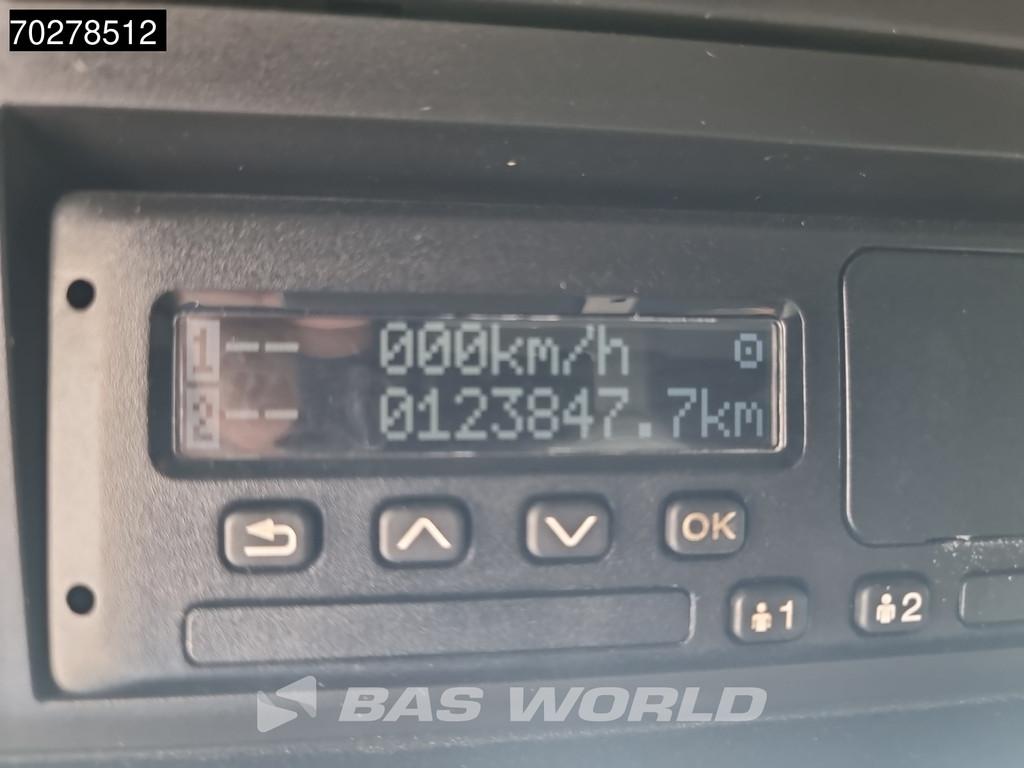 70278512
1 -- 000km/h
2 -- 0123847.7km
OK
1 2
BAS WORLD